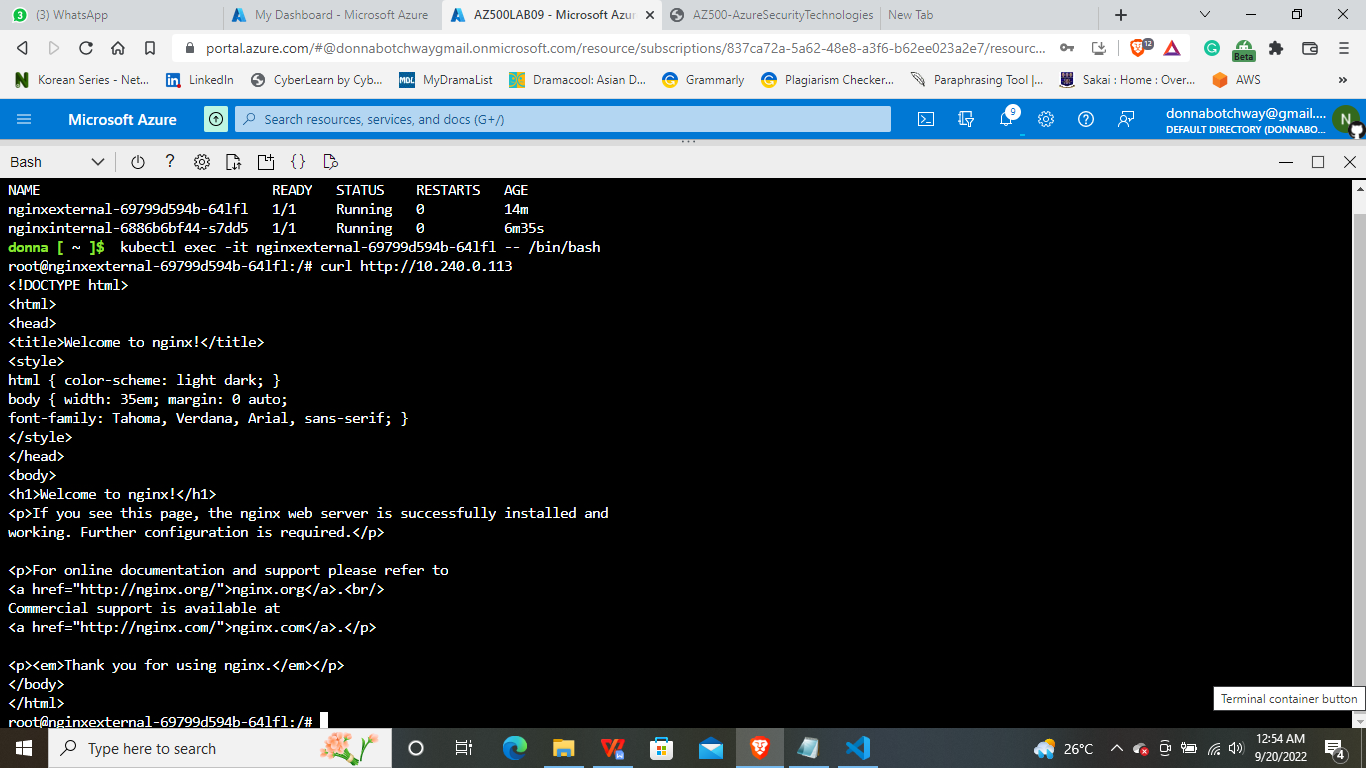 3 (3) WhatsApp
My Dashboard - Microsoft Azure
AZ500LAB09 - Microsoft Azur
AZ500-AzureSecurityTechnologies
New Tab
portal.azure.com/#@donnabotchwaygmail.onmicrosoft.com/resource/subscriptions/837ca72a-5a62-48e8-a3f6-b62ee023a2e7/resourc...
12
Beta
Korean Series - Net...
LinkedIn
CyberLearn by Cyb...
MDL MyDramaList
Dramacool: Asian D...
Grammarly
Plagiarism Checker...
Paraphrasing Tool |...
Sakai : Home : Over...
AWS
»
Microsoft Azure
Search resources, services, and docs (G+/)
9
donnabotchway@gmail....
DEFAULT DIRECTORY (DONNABO...
N
Bash
NAME READY STATUS RESTARTS AGE
nginxexternal-69799d594b-64lfl 1/1 Running 0 14m
nginxinternal-6886b6bf44-s7dd5 1/1 Running 0 6m35s
donna [ ~ ]$ kubectl exec -it nginxexternal-69799d594b-64lfl -- /bin/bash
root@nginxexternal-69799d594b-64lfl:/# curl http://10.240.0.113
<!DOCTYPE html>
<html>
<head>
<title>Welcome to nginx!</title>
<style>
html { color-scheme: light dark; }
body { width: 35em; margin: 0 auto;
font-family: Tahoma, Verdana, Arial, sans-serif; }
</style>
</head>
<body>
<h1>Welcome to nginx!</h1>
<p>If you see this page, the nginx web server is successfully installed and
working. Further configuration is required.</p>
<p>For online documentation and support please refer to
<a href="http://nginx.org/">nginx.org</a>.<br/>
Commercial support is available at
<a href="http://nginx.com/">nginx.com</a>.</p>
<p><em>Thank you for using nginx.</em></p>
</body>
</html>
root@nginxexternal-69799d594b-64lfl:/#
Terminal container button
Type here to search
26°C
12:54 AM
9/20/2022
4